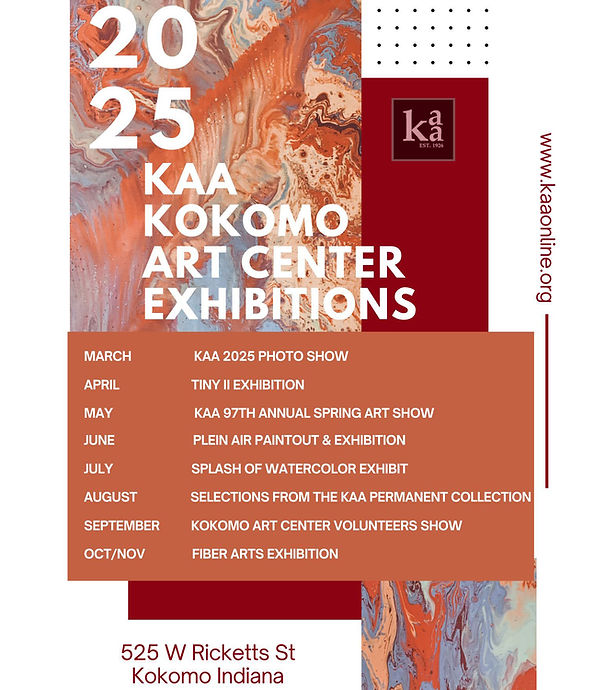 20
25
KAA
KOKOMO
ART CENTER
EXHIBITIONS
kaa
EST. 1926
www.kaaonline.org
MARCH KAA 2025 PHOTO SHOW
APRIL TINY II EXHIBITION
MAY KAA 97TH ANNUAL SPRING ART SHOW
JUNE PLEIN AIR PAINTOUT & EXHIBITION
JULY SPLASH OF WATERCOLOR EXHIBIT
AUGUST SELECTIONS FROM THE KAA PERMANENT COLLECTION
SEPTEMBER KOKOMO ART CENTER VOLUNTEERS SHOW
OCT/NOV FIBER ARTS EXHIBITION
525 W Ricketts St
Kokomo Indiana